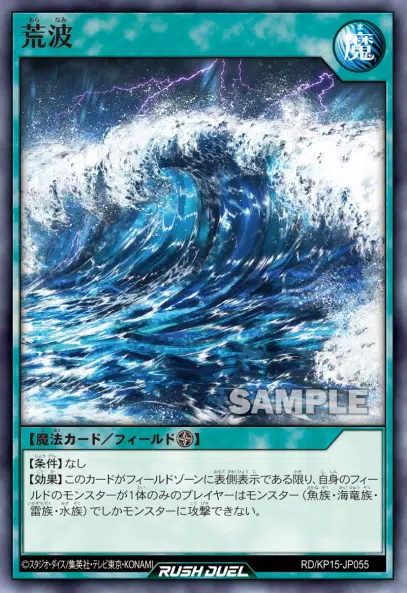 あら なみ
荒波
魔
SAMPLE
【魔法カード／フィールド】
【条件】なし
【効果】このカードがフィールドゾーンに表側表示である限り、自身のフィ
ールドのモンスターが1体のみのプレイヤーはモンスター（魚族・海竜族・
雷族・水族）でしかモンスターに攻撃できない。
©スタジオ・ダイス/集英社・テレビ東京・KONAMI RUSH DUEL RD/KP15-JP055